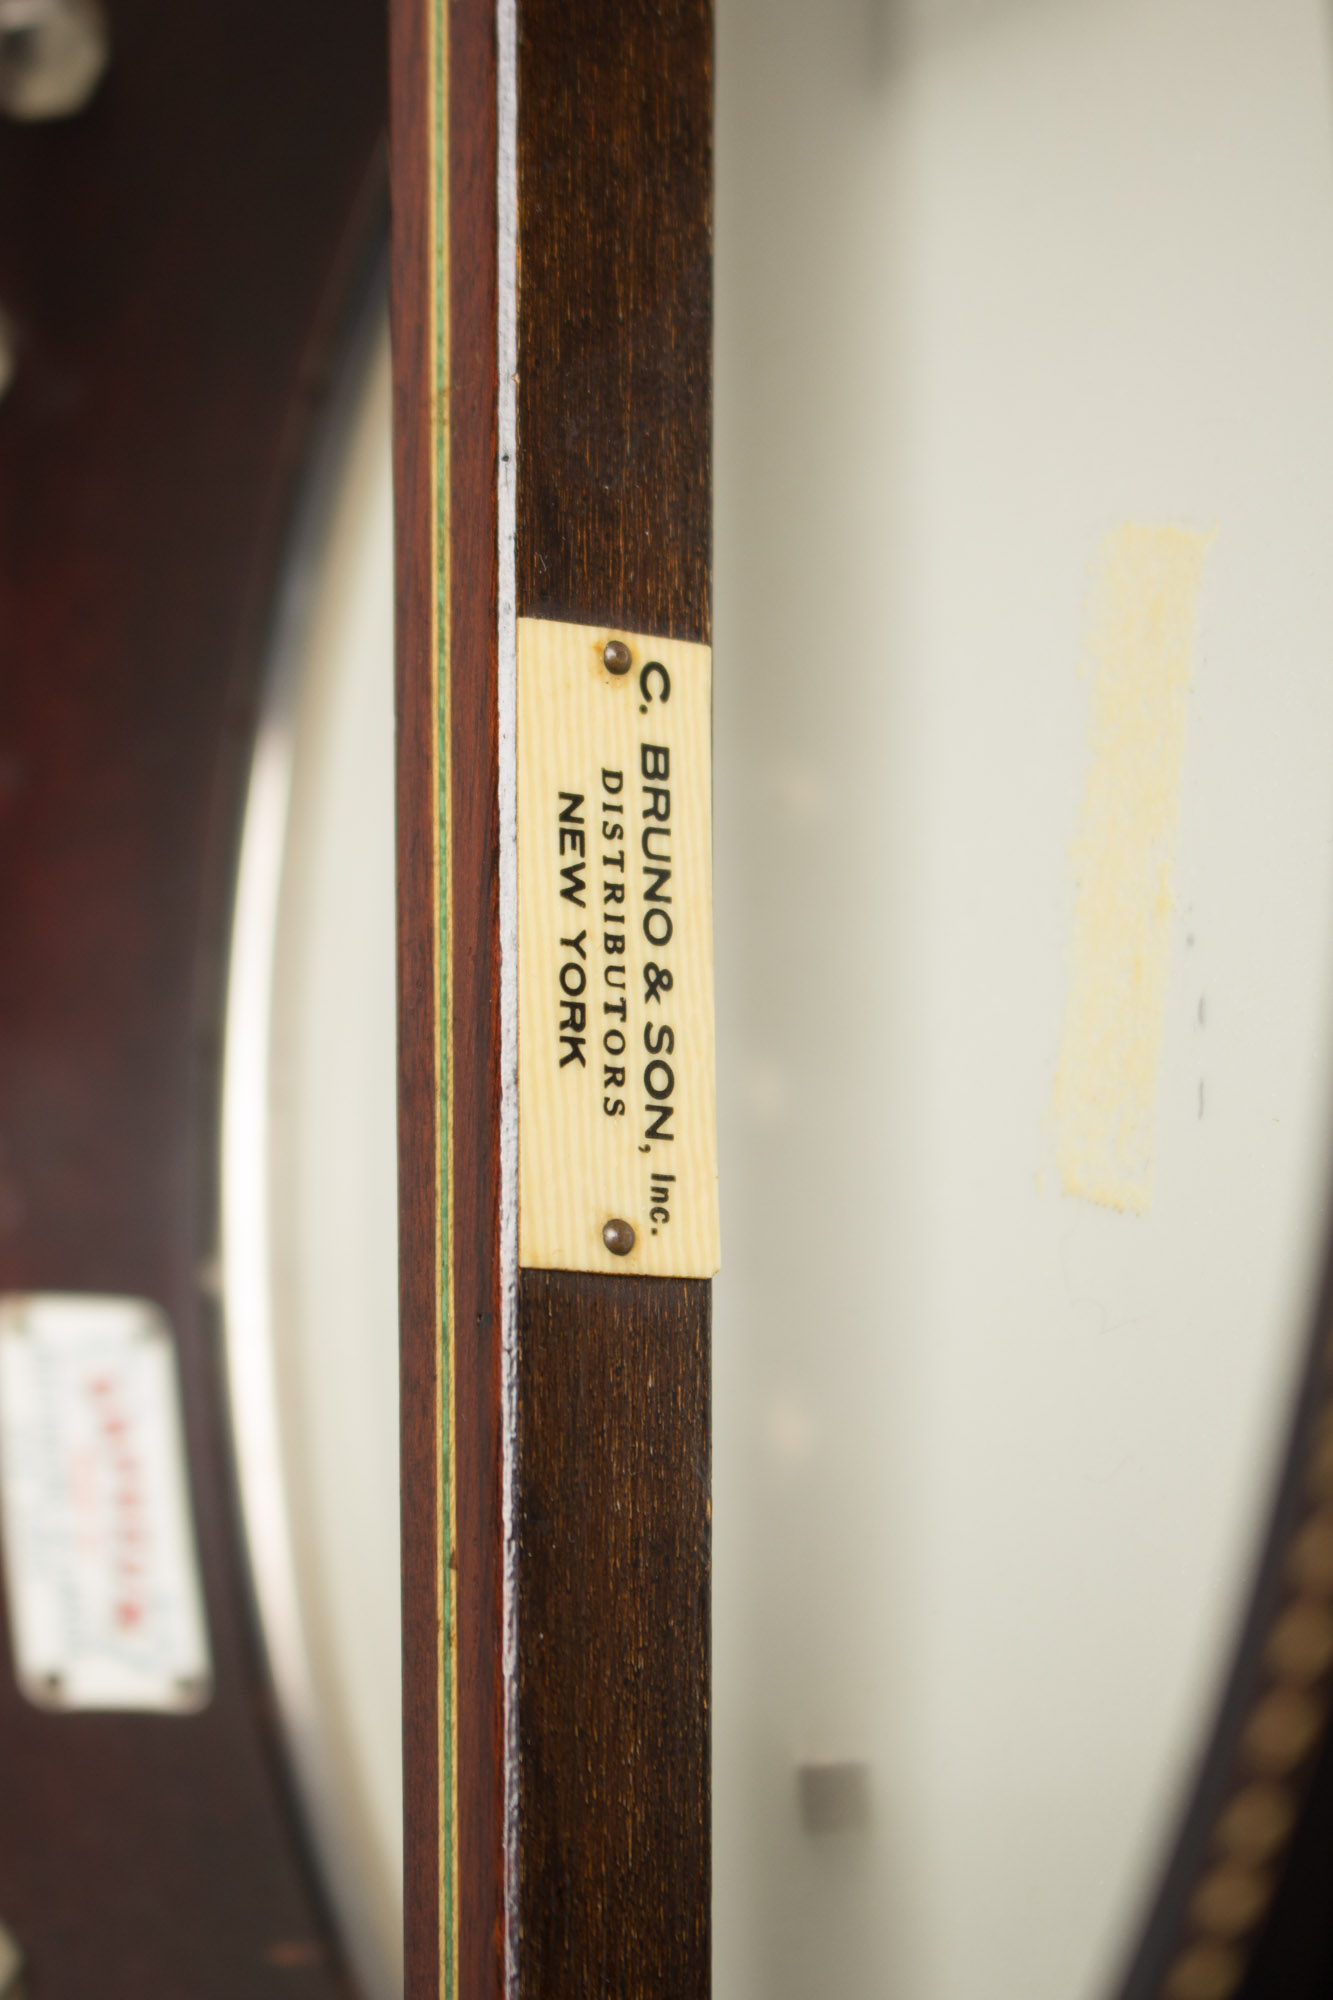 C. BRUNO & SON, Inc.
DISTRIBUTORS
NEW YORK